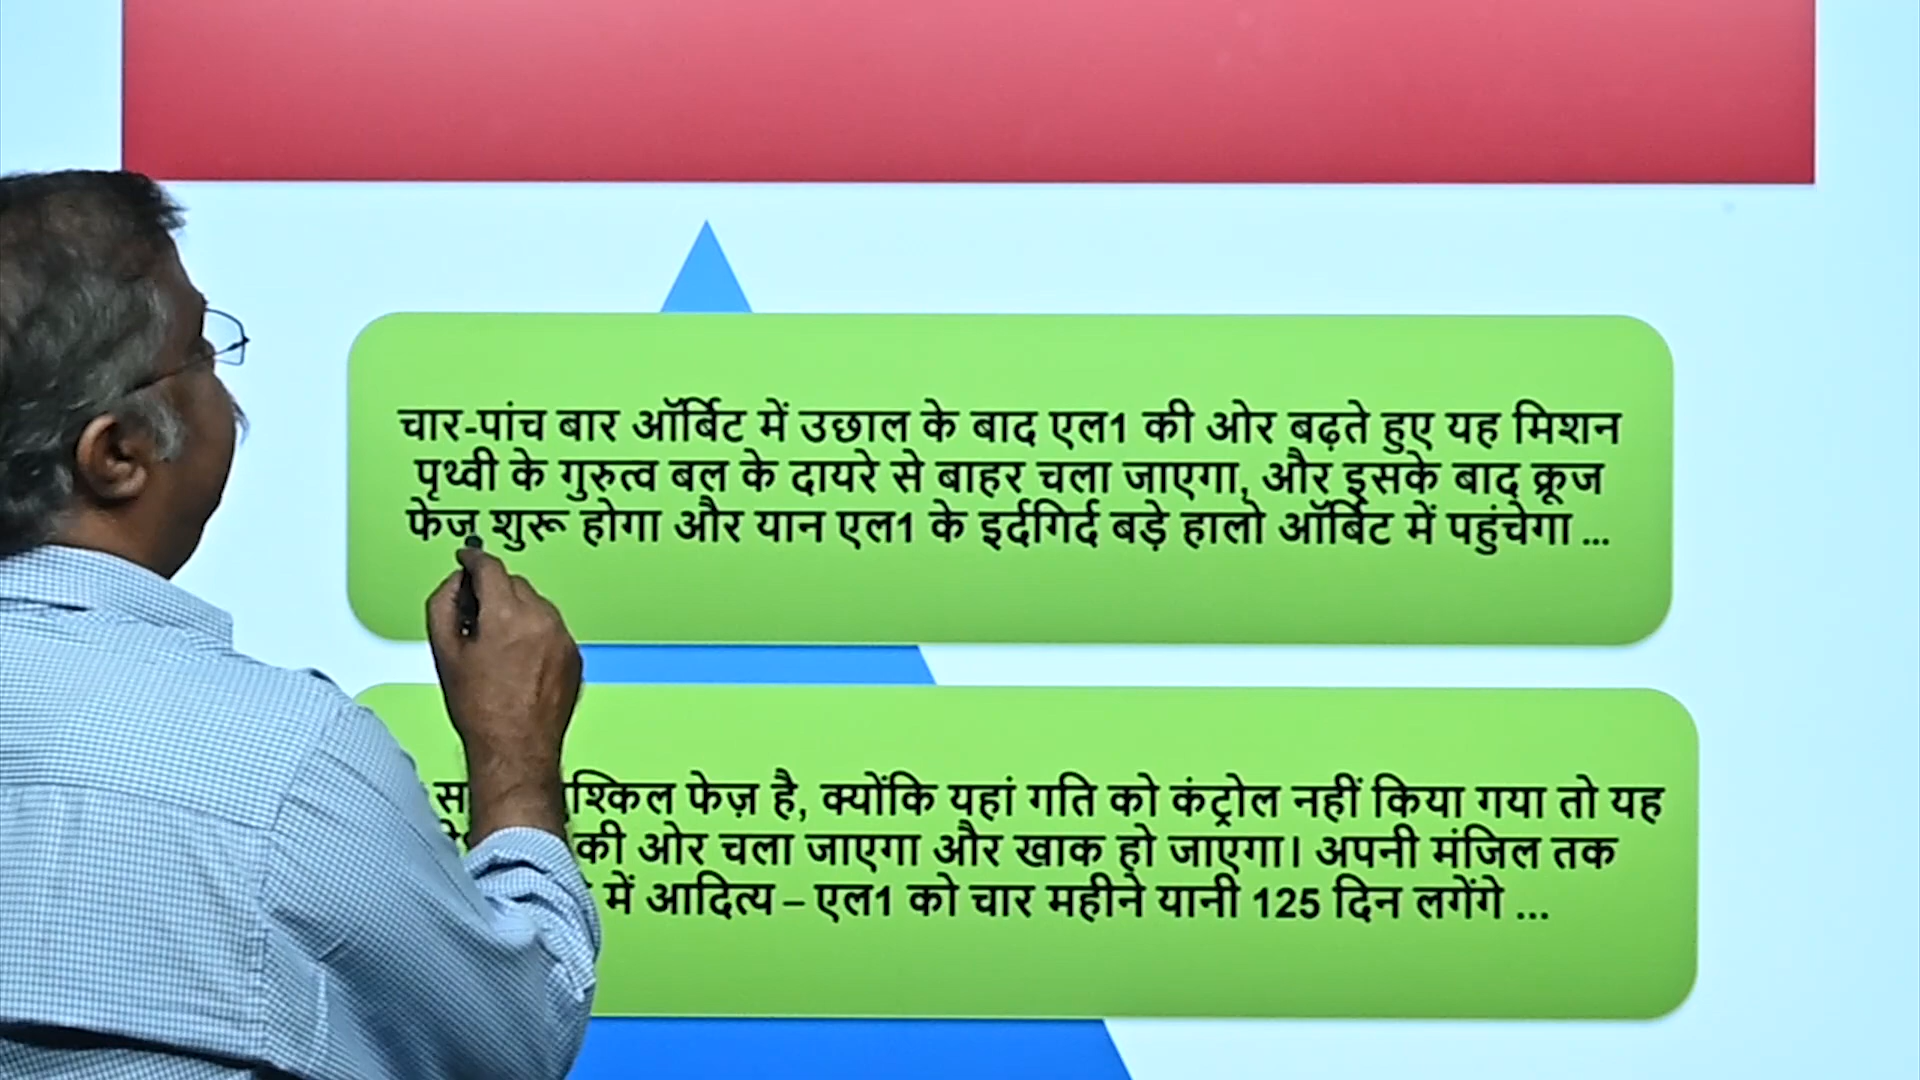 चार-पांच बार ऑर्बिट में उछाल के बाद एल1 की ओर बढ़ते हुए यह मिशन
पृथ्वी के गुरुत्व बल के दायरे से बाहर चला जाएगा, और इसके बाद क्रूज
फेज शुरू होगा और यान एल1 के इर्दगिर्द बड़े हालो ऑर्बिट में पहुंचेगा ...
फेज़ है, क्योंकि यहां गति को कंट्रोल नहीं किया गया तो यह
की ओर चला जाएगा और खाक हो जाएगा। अपनी मंजिल तक
में आदित्य – एल1 को चार महीने यानी 125 दिन लगेंगे ...